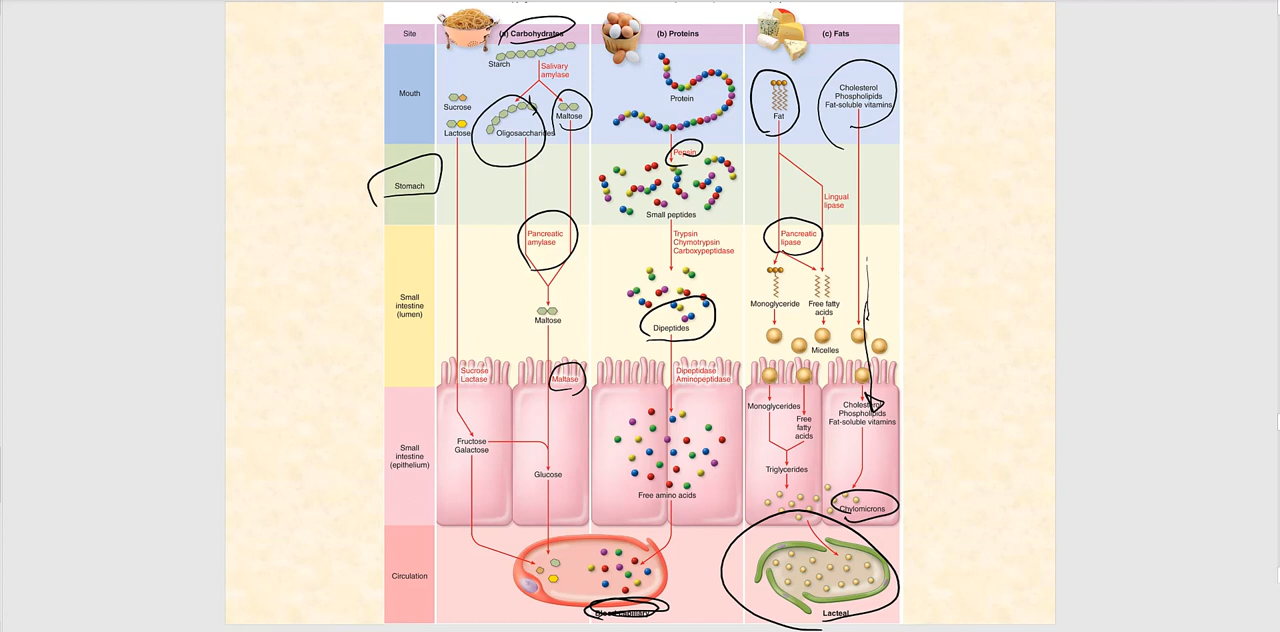 Site
(a) Carbohydrates
(b) Proteins
(c) Fats
Mouth
Starch
Salivary
amylase
Sucrose
Lactose
Oligosaccharides
Maltose
Protein
Fat
Cholesterol
Phospholipids
Fat-soluble vitamins
Stomach
Pepsin
Small peptides
Lingual
lipase
Small
intestine
(lumen)
Pancreatic
amylase
Maltose
Trypsin
Chymotrypsin
Carboxypeptidase
Dipeptides
Pancreatic
lipase
Monoglyceride
Free fatty
acids
Micelles
Sucrose
Lactase
Maltase
Dipeptidase
Aminopeptidase
Small
intestine
(epithelium)
Fructose
Galactose
Glucose
Free amino acids
Monoglycerides
Free
fatty
acids
Triglycerides
Cholesterol
Phospholipids
Fat-soluble vitamins
Chylomicrons
Circulation
Lacteal